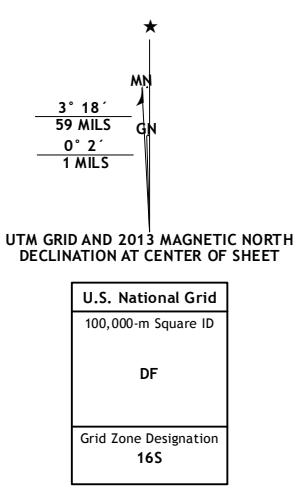 MN
3° 18´
59 MILS
GN
0° 2´
1 MILS
UTM GRID AND 2013 MAGNETIC NORTH
DECLINATION AT CENTER OF SHEET
U.S. National Grid
100,000-m Square ID
DF
Grid Zone Designation
16S